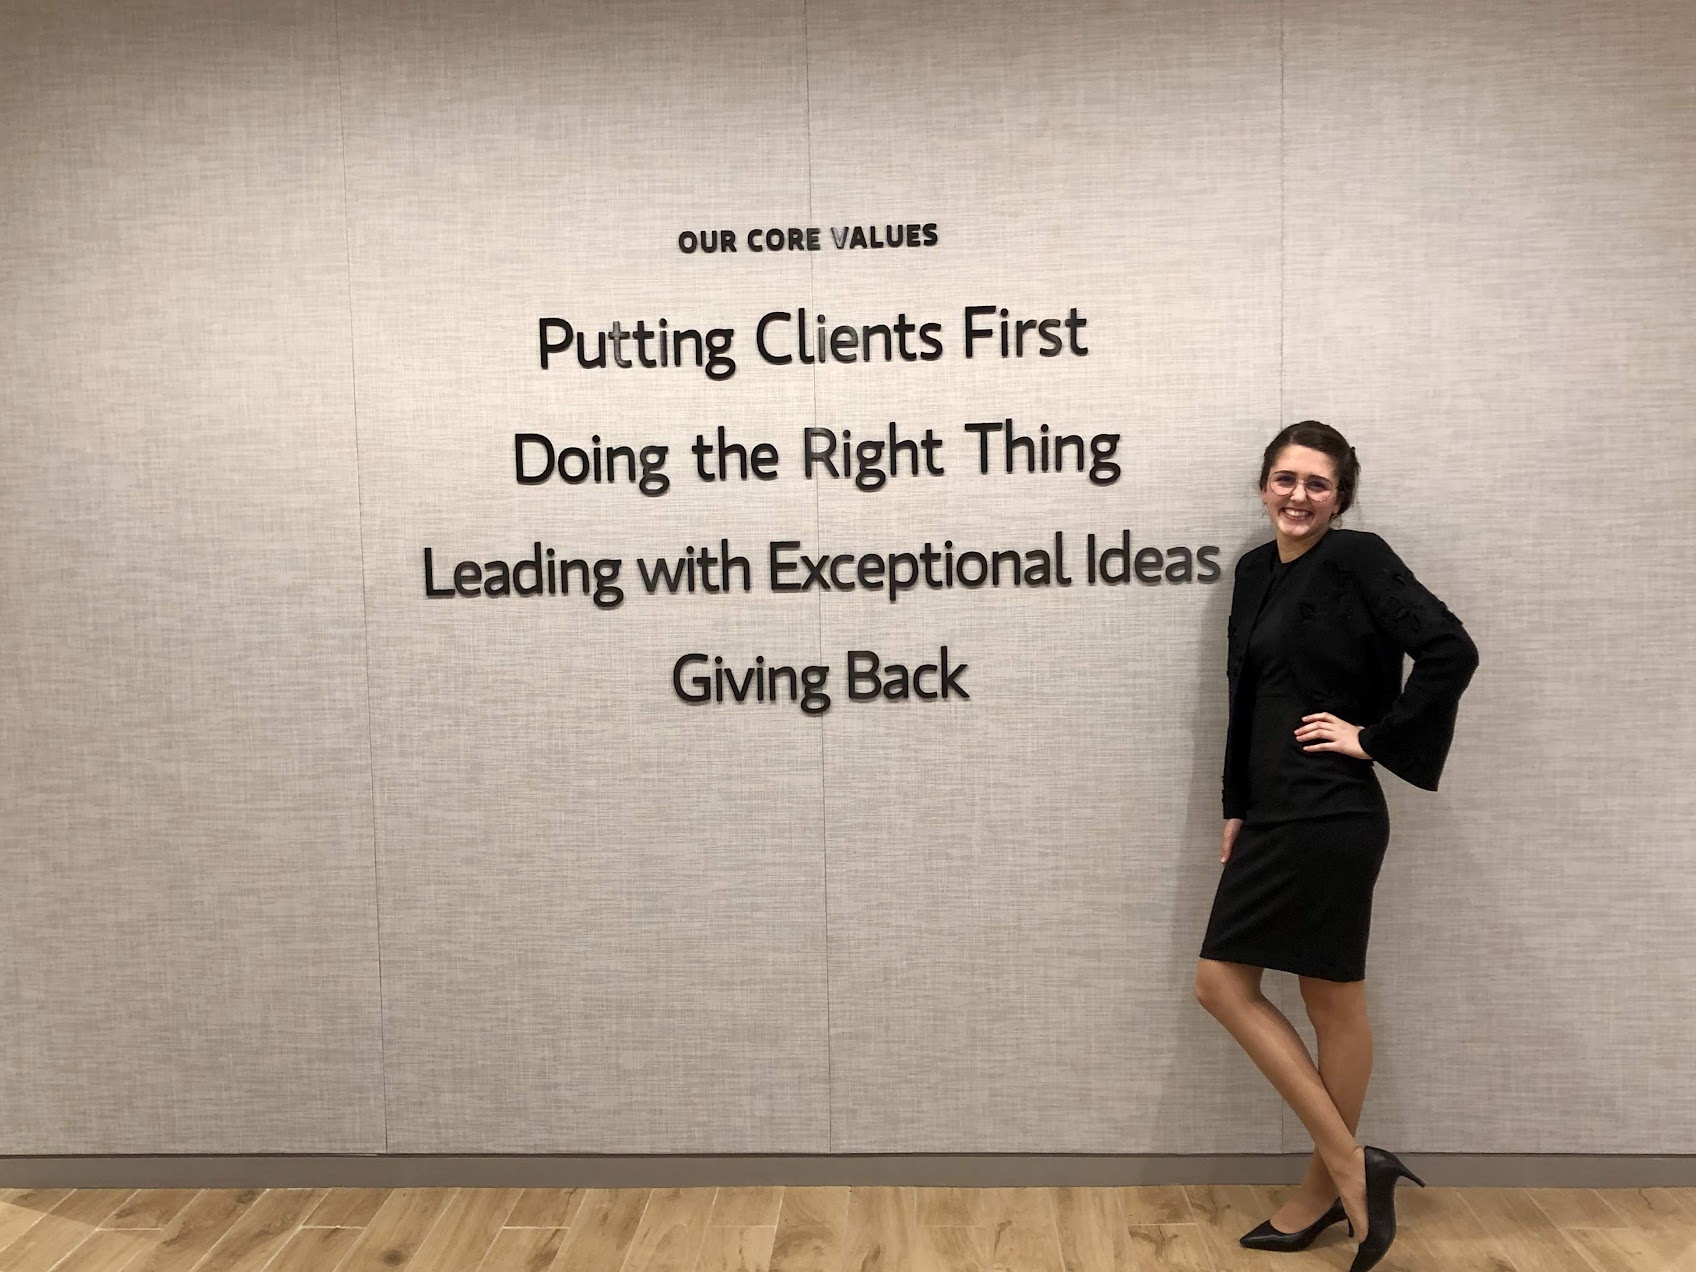 OUR CORE VALUES
Putting Clients First
Doing the Right Thing
Leading with Exceptional Ideas
Giving Back